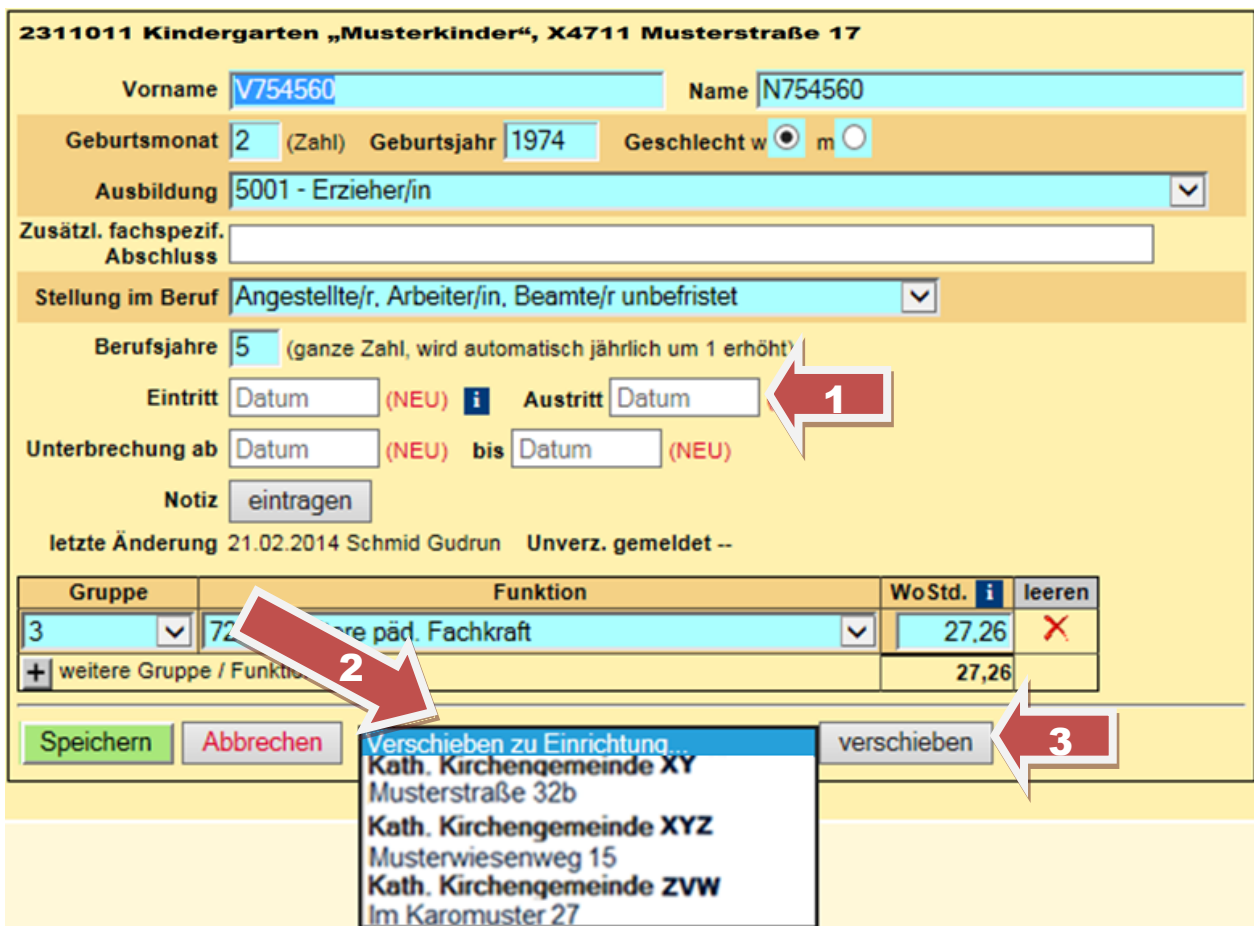 2311011 Kindergarten „Musterkinder“, X4711 Musterstraße 17
Vorname V754560 Name N754560
Geburtsmonat 2 (Zahl) Geburtsjahr 1974 Geschlecht w m
Ausbildung 5001 - Erzieher/in
Zusätzl. fachspezif.
Abschluss
Stellung im Beruf Angestellte/r, Arbeiter/in, Beamte/r unbefristet
Berufsjahre 5 (ganze Zahl, wird automatisch jährlich um 1 erhöht)
Eintritt Datum (NEU) i Austritt Datum 1
Unterbrechung ab Datum (NEU) bis Datum (NEU)
Notiz eintragen
letzte Änderung 21.02.2014 Schmid Gudrun Unverz. gemeldet --
Gruppe Funktion WoStd. i leeren
3 päd. Fachkraft 27,26
+ weitere Gruppe / 2 27,26
Speichern Abbrechen Verschieben zu Einrichtung... verschieben 3
Kath. Kirchengemeinde XY
Musterstraße 32b
Kath. Kirchengemeinde XYZ
Musterwiesenweg 15
Kath. Kirchengemeinde ZVW
Im Karomuster 27